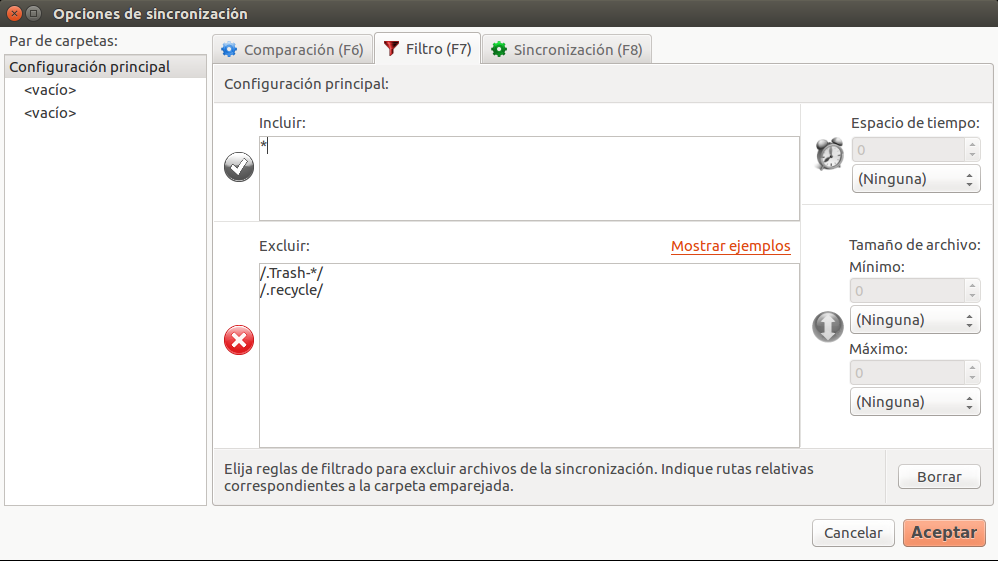 Opciones de sincronización
Par de carpetas:
Configuración principal
<vacío>
<vacío>
Comparación (F6)
Filtro (F7)
Sincronización (F8)
Configuración principal:
Incluir:
*
Espacio de tiempo:
0
(Ninguna)
Excluir:
Mostrar ejemplos
/.Trash-*/
/.recycle/
Tamaño de archivo:
Mínimo:
0
(Ninguna)
Máximo:
0
(Ninguna)
Elija reglas de filtrado para excluir archivos de la sincronización. Indique rutas relativas
correspondientes a la carpeta emparejada.
Borrar
Cancelar
Aceptar